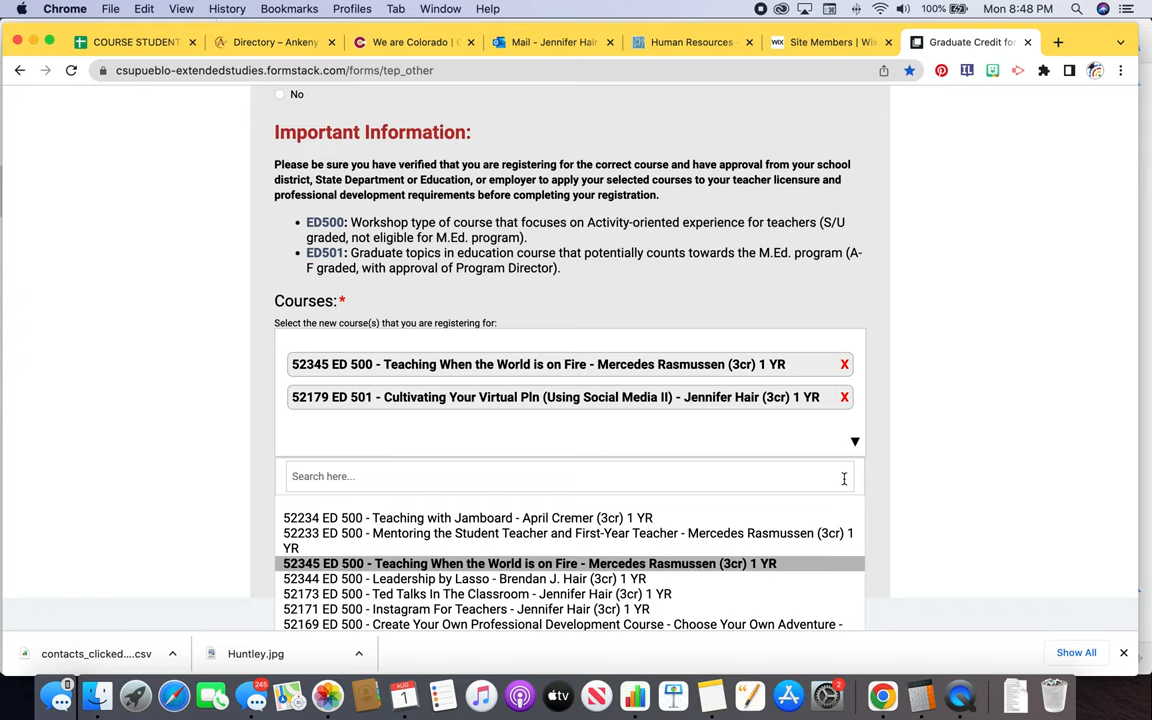 Chrome File Edit View History Bookmarks Profiles Tab Window Help 100% Mon 8:48 PM
COURSE STUDENT Directory – Ankeny We are Colorado | C Mail - Jennifer Hair Human Resources - Site Members | Wix Graduate Credit for
csupueblo-extendedstudies.formstack.com/forms/tep_other
No
Important Information:
Please be sure you have verified that you are registering for the correct course and have approval from your school
district, State Department or Education, or employer to apply your selected courses to your teacher licensure and
professional development requirements before completing your registration.
• ED500: Workshop type of course that focuses on Activity-oriented experience for teachers (S/U
graded, not eligible for M.Ed. program).
• ED501: Graduate topics in education course that potentially counts towards the M.Ed. program (A-
F graded, with approval of Program Director).
Courses:*
Select the new course(s) that you are registering for:
52345 ED 500 - Teaching When the World is on Fire - Mercedes Rasmussen (3cr) 1 YR X
52179 ED 501 - Cultivating Your Virtual Pln (Using Social Media II) - Jennifer Hair (3cr) 1 YR X
Search here...
52234 ED 500 - Teaching with Jamboard - April Cremer (3cr) 1 YR
52233 ED 500 - Mentoring the Student Teacher and First-Year Teacher - Mercedes Rasmussen (3cr) 1
YR
52345 ED 500 - Teaching When the World is on Fire - Mercedes Rasmussen (3cr) 1 YR
52344 ED 500 - Leadership by Lasso - Brendan J. Hair (3cr) 1 YR
52173 ED 500 - Ted Talks In The Classroom - Jennifer Hair (3cr) 1 YR
52171 ED 500 - Instagram For Teachers - Jennifer Hair (3cr) 1 YR
52169 ED 500 - Create Your Own Professional Development Course - Choose Your Own Adventure -
contacts_clicked....csv Huntley.jpg Show All
245 AUG 1 tv 2